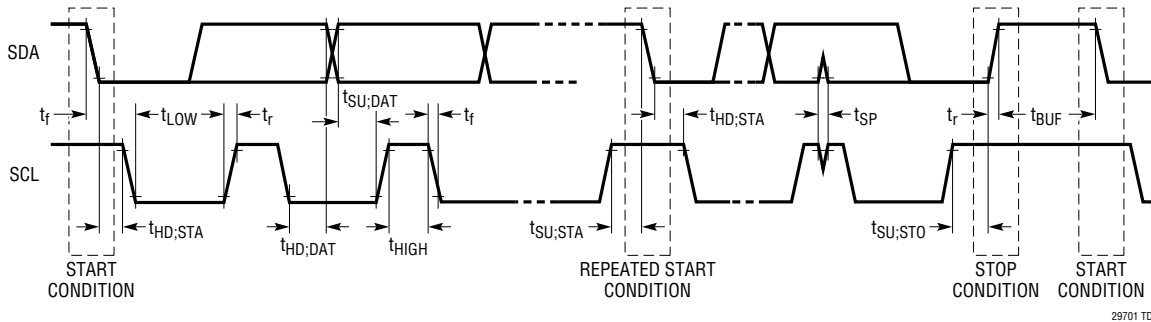 SDA
t_f
t_LOW
t_r
t_SU;DAT
t_f
t_HD;STA
t_SP
t_r
t_BUF
SCL
t_HD;STA
t_HD;DAT
t_HIGH
t_SU;STA
t_SU;STO
START
CONDITION
REPEATED START
CONDITION
STOP
CONDITION
START
CONDITION
29701 TD